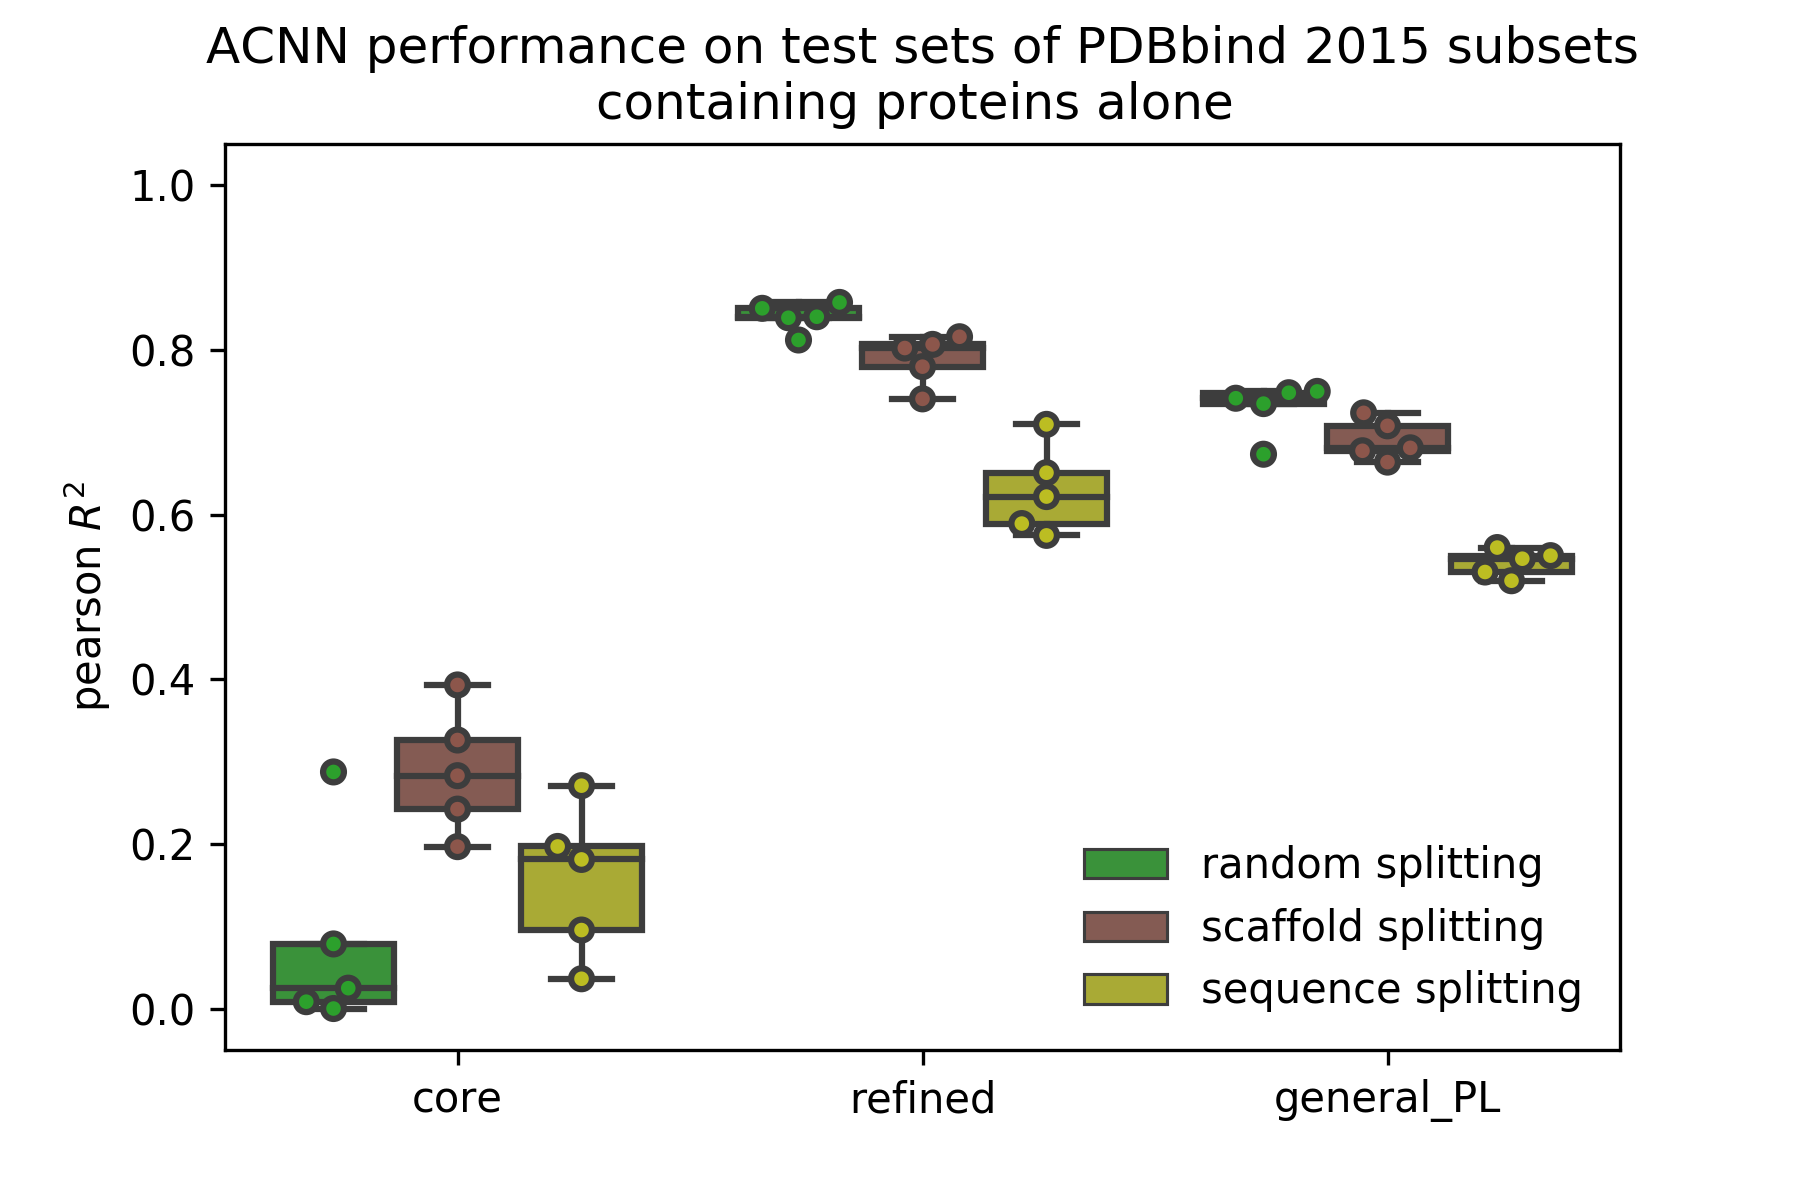 ACNN performance on test sets of PDBbind 2015 subsets
containing proteins alone
pearson R²
1.0
0.8
0.6
0.4
0.2
0.0
core
refined
general_PL
random splitting
scaffold splitting
sequence splitting